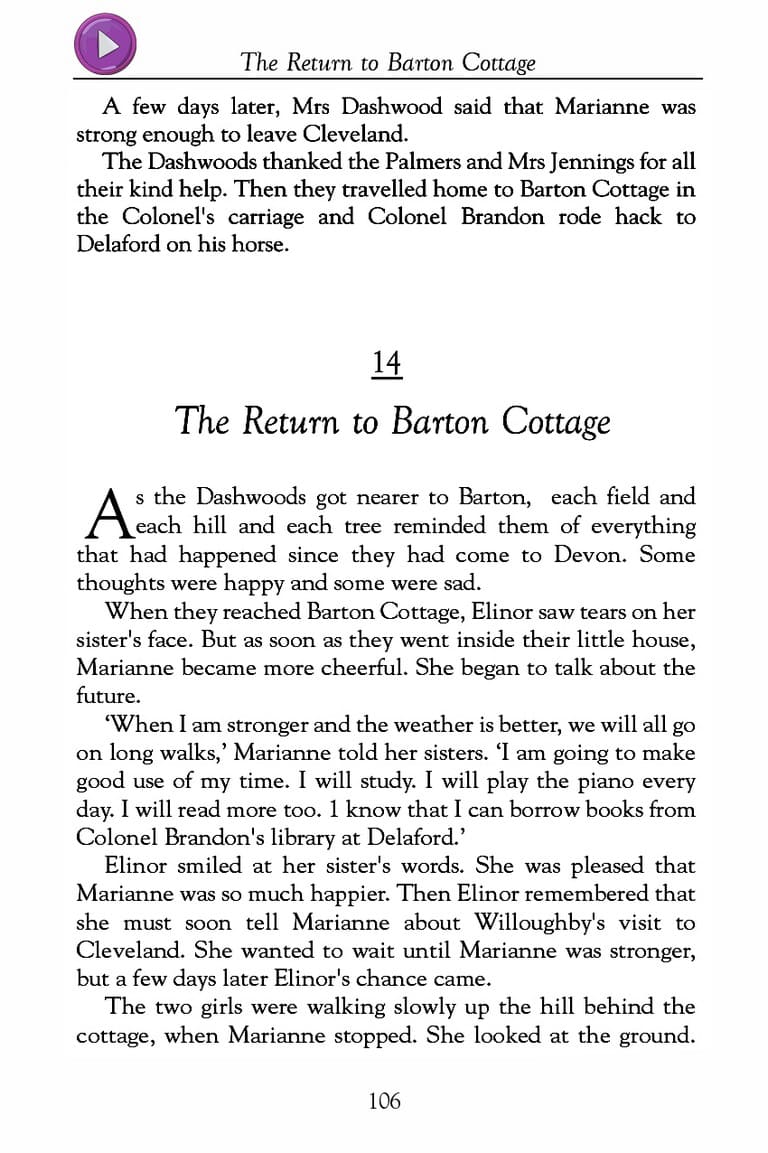 The Return to Barton Cottage
A few days later, Mrs Dashwood said that Marianne was
strong enough to leave Cleveland.
The Dashwoods thanked the Palmers and Mrs Jennings for all
their kind help. Then they travelled home to Barton Cottage in
the Colonel's carriage and Colonel Brandon rode hack to
Delaford on his horse.
14
The Return to Barton Cottage
As the Dashwoods got nearer to Barton, each field and
each hill and each tree reminded them of everything
that had happened since they had come to Devon. Some
thoughts were happy and some were sad.
When they reached Barton Cottage, Elinor saw tears on her
sister's face. But as soon as they went inside their little house,
Marianne became more cheerful. She began to talk about the
future.
‘When I am stronger and the weather is better, we will all go
on long walks,’ Marianne told her sisters. ‘I am going to make
good use of my time. I will study. I will play the piano every
day. I will read more too. 1 know that I can borrow books from
Colonel Brandon's library at Delaford.’
Elinor smiled at her sister's words. She was pleased that
Marianne was so much happier. Then Elinor remembered that
she must soon tell Marianne about Willoughby's visit to
Cleveland. She wanted to wait until Marianne was stronger,
but a few days later Elinor's chance came.
The two girls were walking slowly up the hill behind the
cottage, when Marianne stopped. She looked at the ground.
106